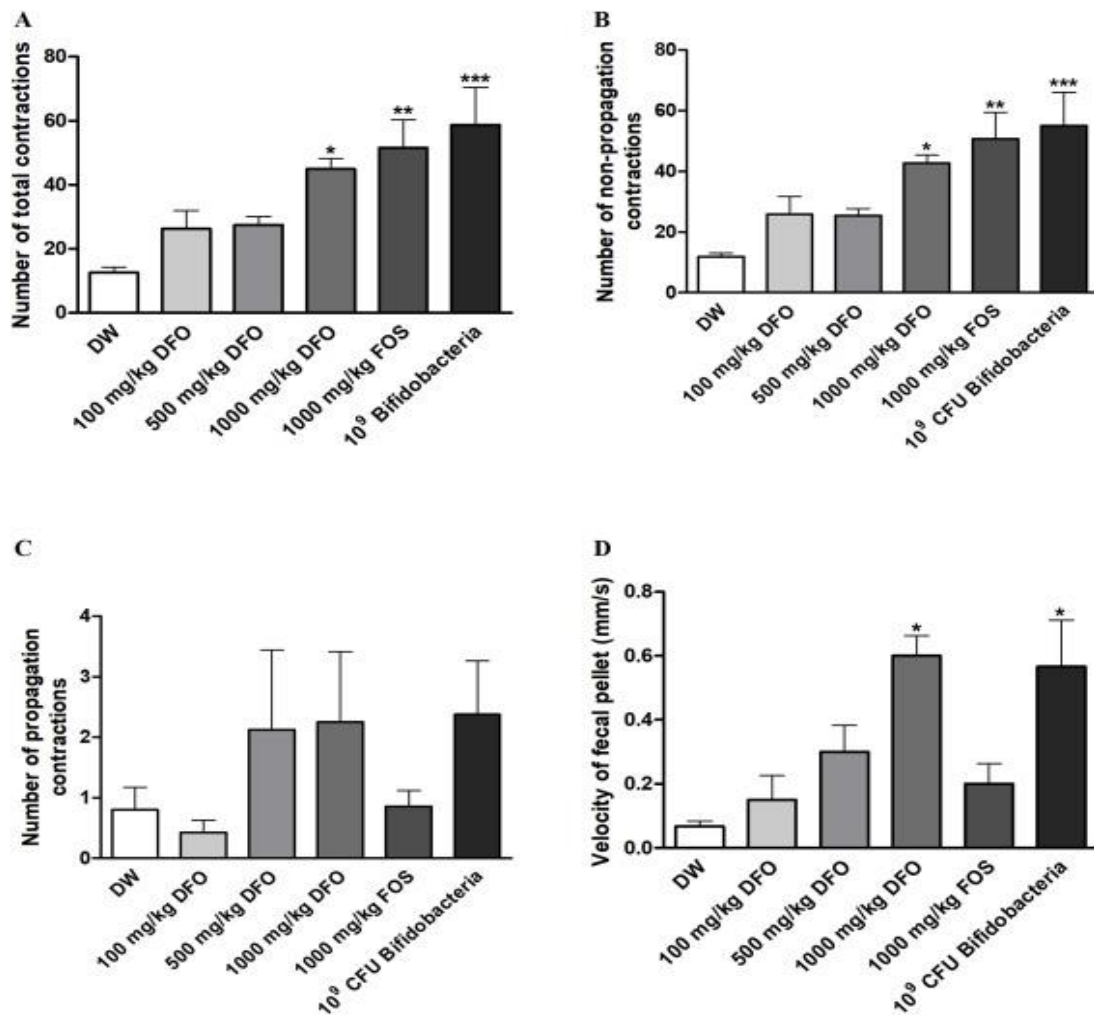 A
Number of total contractions
80
60
40
20
0
*
**
***
DW
100 mg/kg DFO
500 mg/kg DFO
1000 mg/kg DFO
1000 mg/kg FOS
10⁹ Bifidobacteria
B
Number of non-propagation
contractions
80
60
40
20
0
*
**
***
DW
100 mg/kg DFO
500 mg/kg DFO
1000 mg/kg DFO
1000 mg/kg FOS
10⁹ CFU Bifidobacteria
C
Number of propagation
contractions
4
3
2
1
0
DW
100 mg/kg DFO
500 mg/kg DFO
1000 mg/kg DFO
1000 mg/kg FOS
10⁹ CFU Bifidobacteria
D
Velocity of fecal pellet (mm/s)
0.8
0.6
0.4
0.2
0.0
*
*
DW
100 mg/kg DFO
500 mg/kg DFO
1000 mg/kg DFO
1000 mg/kg FOS
10⁹ CFU Bifidobacteria